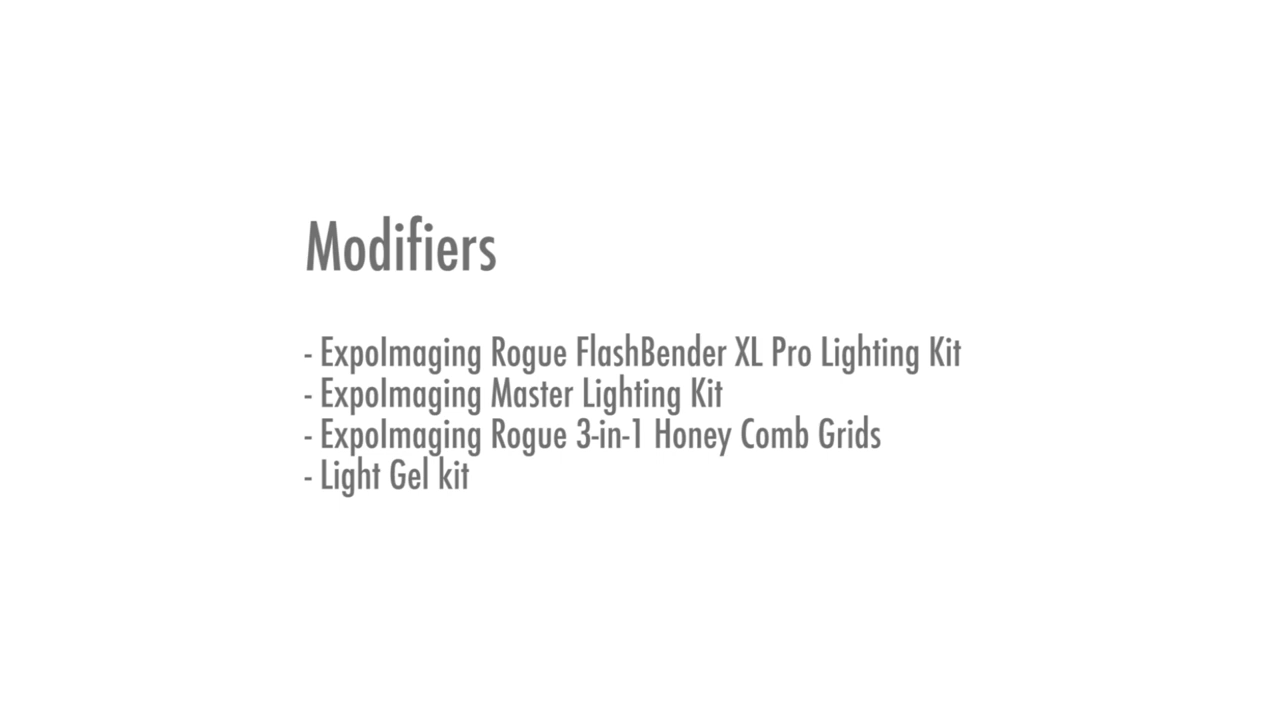 Modifiers
- ExpoImaging Rogue FlashBender XL Pro Lighting Kit
- ExpoImaging Master Lighting Kit
- ExpoImaging Rogue 3-in-1 Honey Comb Grids
- Light Gel kit